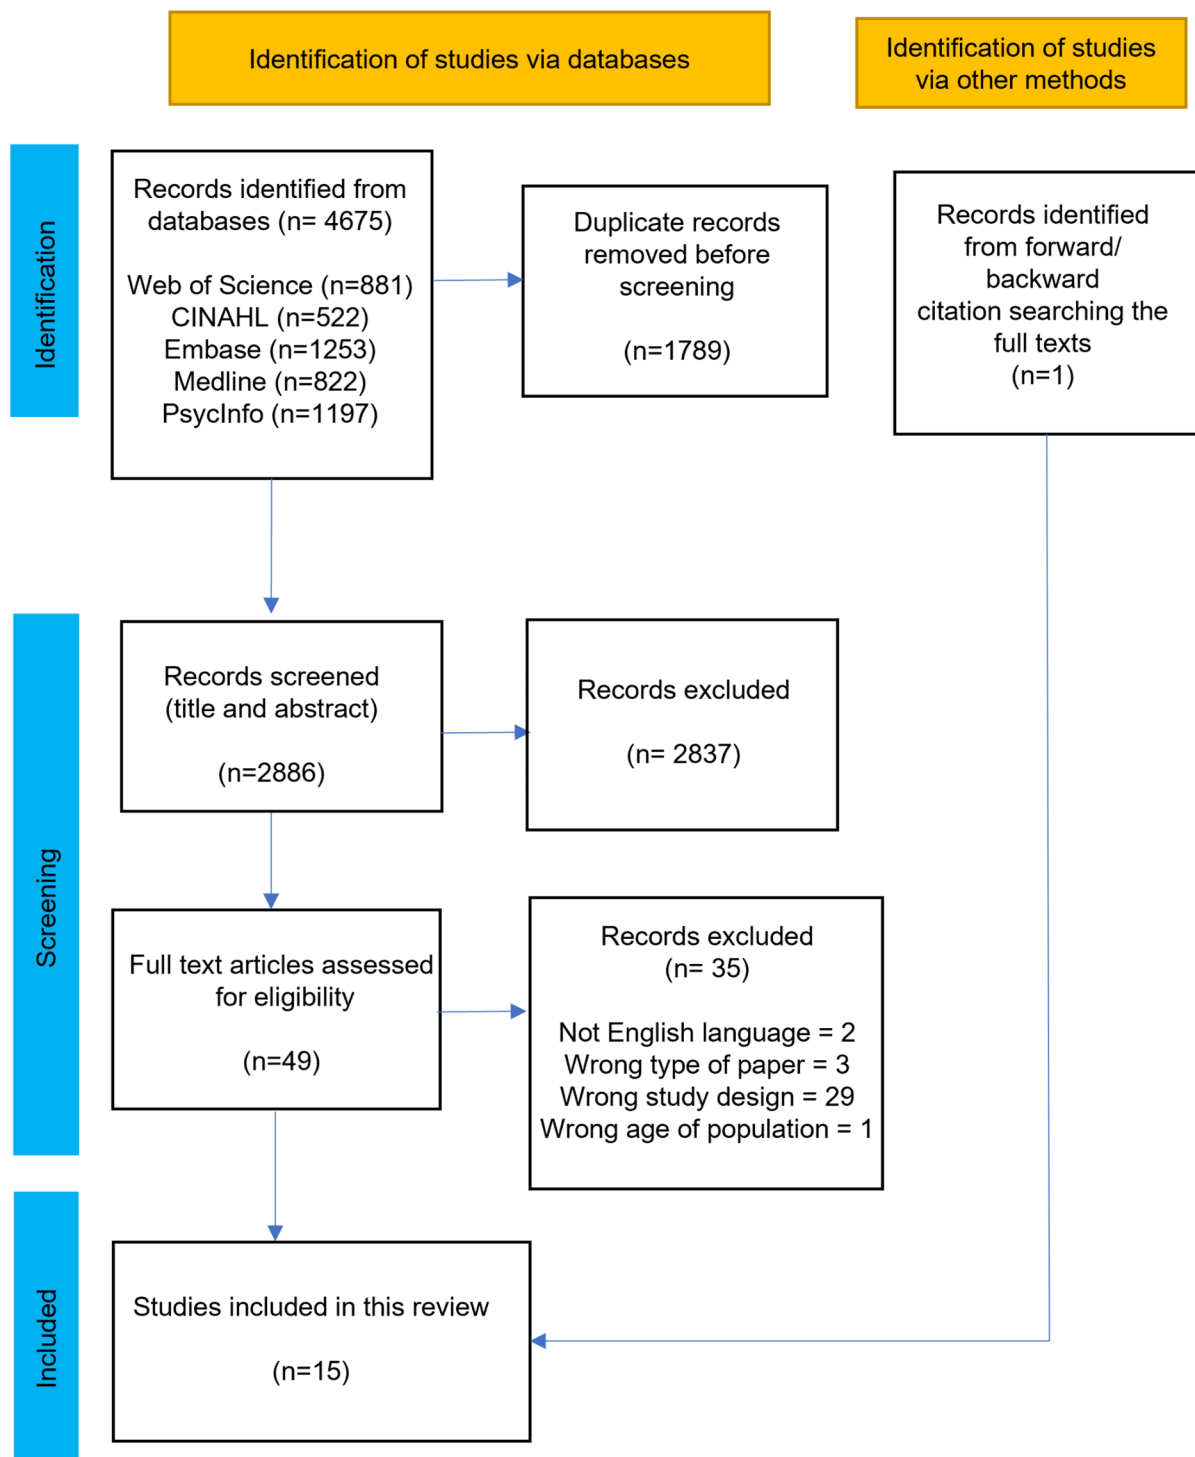 Identification of studies via databases
Identification of studies
via other methods
Identification
Records identified from
databases (n= 4675)
Web of Science (n=881)
CINAHL (n=522)
Embase (n=1253)
Medline (n=822)
PsycInfo (n=1197)
Duplicate records
removed before
screening
(n=1789)
Records identified
from forward/
backward
citation searching the
full texts
(n=1)
Screening
Records screened
(title and abstract)
(n=2886)
Records excluded
(n= 2837)
Full text articles assessed
for eligibility
(n=49)
Records excluded
(n= 35)
Not English language = 2
Wrong type of paper = 3
Wrong study design = 29
Wrong age of population = 1
Included
Studies included in this review
(n=15)